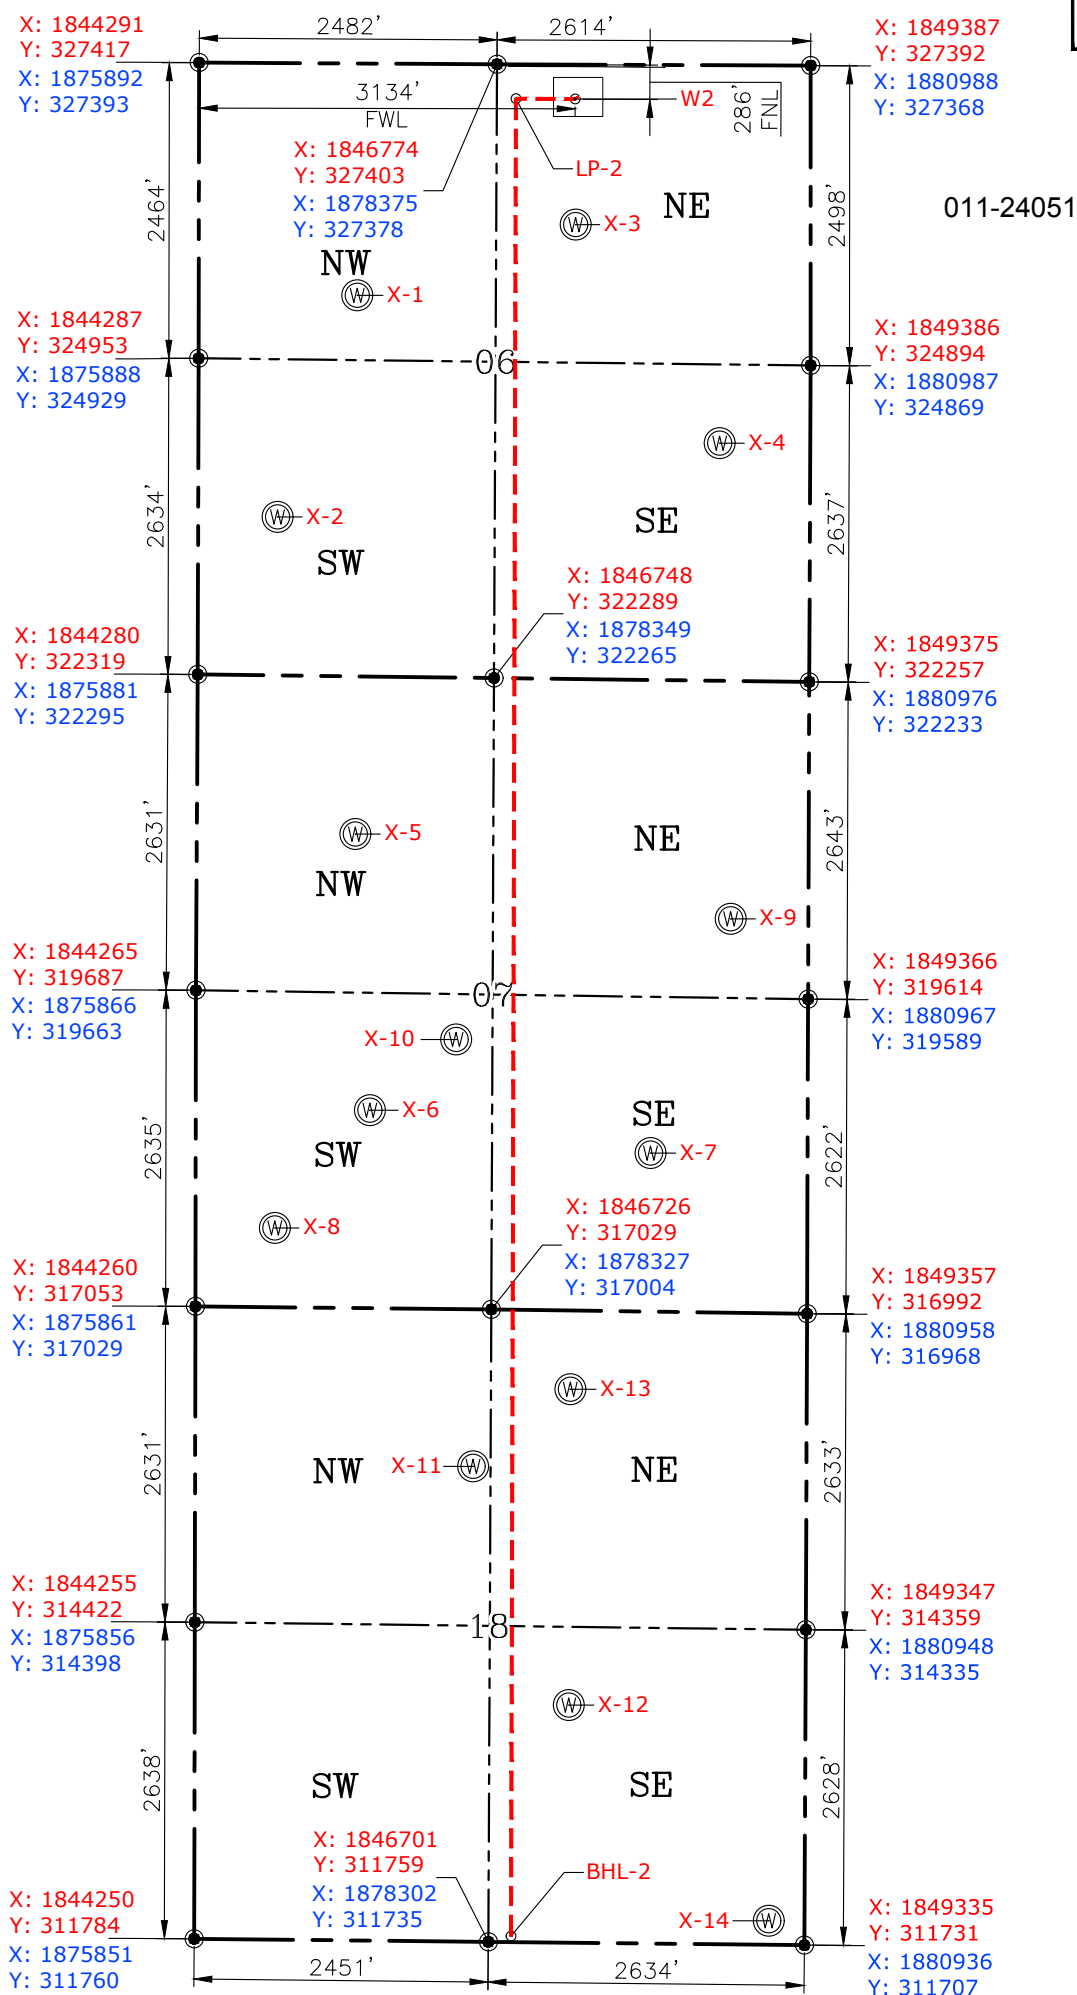 2482'
2614'
X: 1844291
Y: 327417
X: 1875892
Y: 327393
X: 1849387
Y: 327392
X: 1880988
Y: 327368
3134'
FWL
W2
286'
FNL
X: 1846774
Y: 327403
X: 1878375
Y: 327378
LP-2
NE
011-24051
X-3
2464'
2498'
NW
X-1
X: 1844287
Y: 324953
X: 1875888
Y: 324929
06
X: 1849386
Y: 324894
X: 1880987
Y: 324869
X-4
2634'
2637'
X-2
SE
SW
X: 1846748
Y: 322289
X: 1878349
Y: 322265
X: 1844280
Y: 322319
X: 1875881
Y: 322295
X: 1849375
Y: 322257
X: 1880976
Y: 322233
2631'
2643'
X-5
NE
NW
X-9
X: 1844265
Y: 319687
X: 1875866
Y: 319663
07
X: 1849366
Y: 319614
X: 1880967
Y: 319589
X-10
X-6
SE
2635'
2622'
SW
X-7
X-8
X: 1846726
Y: 317029
X: 1878327
Y: 317004
X: 1844260
Y: 317053
X: 1875861
Y: 317029
X: 1849357
Y: 316992
X: 1880958
Y: 316968
X-13
2631'
2633'
NW
X-11
NE
X: 1844255
Y: 314422
X: 1875856
Y: 314398
18
X: 1849347
Y: 314359
X: 1880948
Y: 314335
X-12
2638'
2628'
SW
SE
X: 1846701
Y: 311759
X: 1878302
Y: 311735
BHL-2
X-14
X: 1844250
Y: 311784
X: 1875851
Y: 311760
X: 1849335
Y: 311731
X: 1880936
Y: 311707
2451'
2634'
W
W
W
W
W
W
W
W
W
W
W
W
W
W